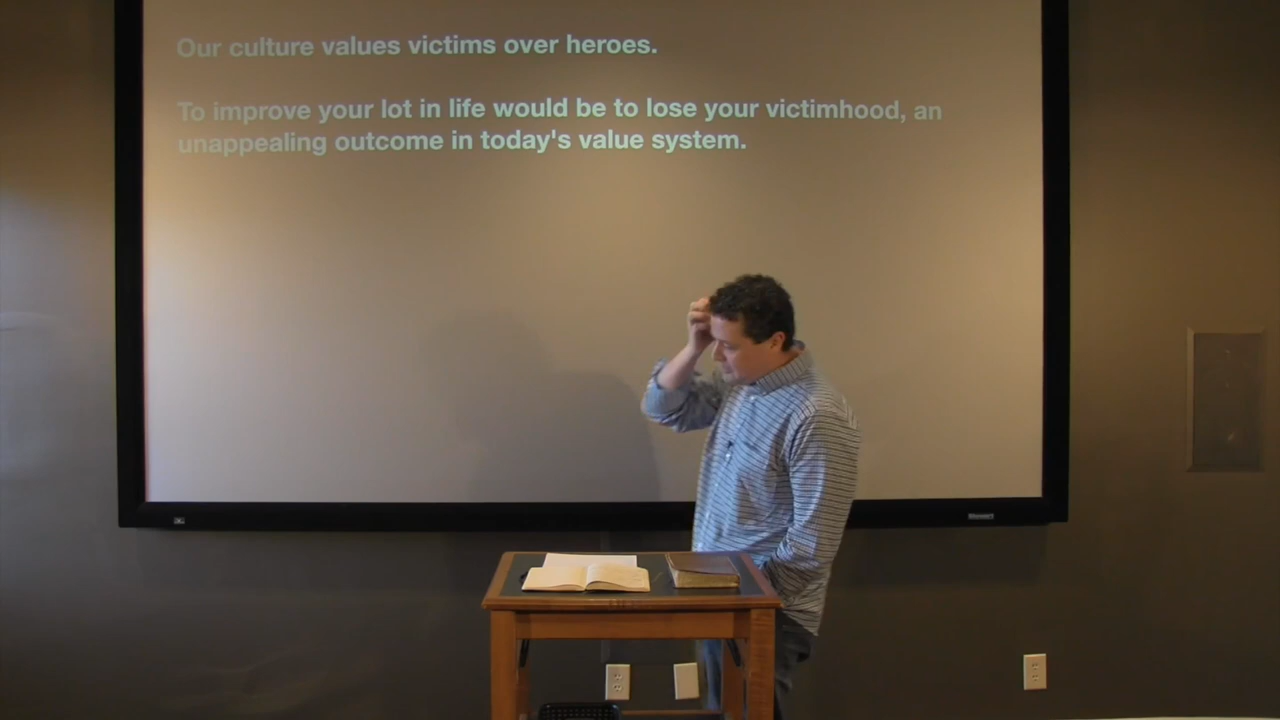 Our culture values victims over heroes.
To improve your lot in life would be to lose your victimhood, an
unappealing outcome in today's value system.